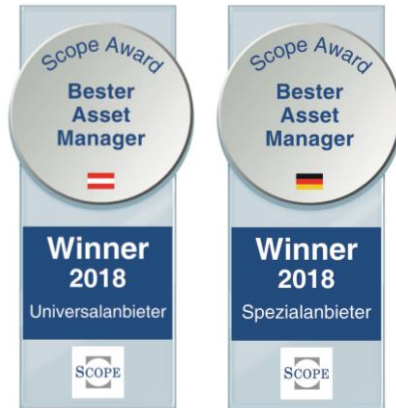 Scope Award
Bester
Asset
Manager
Winner
2018
Universalanbieter
SCOPE
Scope Award
Bester
Asset
Manager
Winner
2018
Spezialanbieter
SCOPE